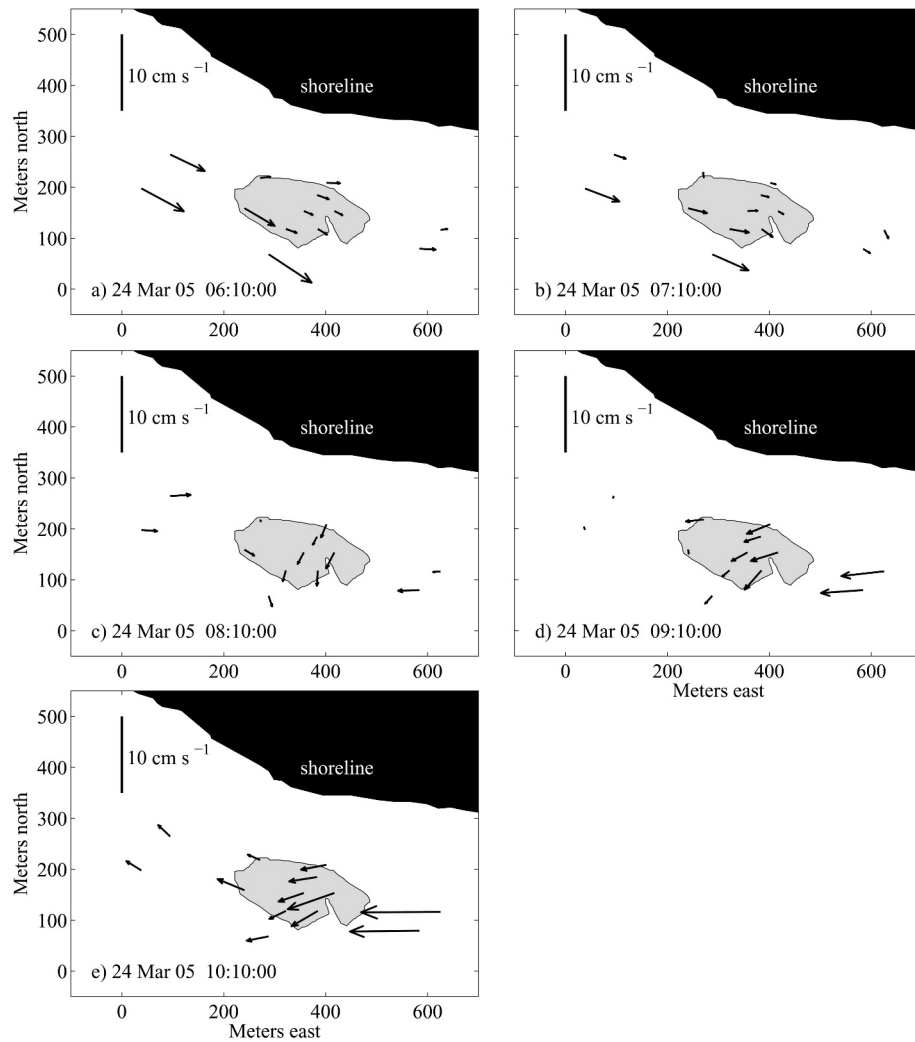 500
10 cm s⁻¹
shoreline
400
300
Meters north
200
100
0
a) 24 Mar 05 06:10:00
0 200 400 600
10 cm s⁻¹
shoreline
b) 24 Mar 05 07:10:00
0 200 400 600
500
10 cm s⁻¹
shoreline
400
300
Meters north
200
100
0
c) 24 Mar 05 08:10:00
0 200 400 600
10 cm s⁻¹
shoreline
d) 24 Mar 05 09:10:00
0 200 400 600
Meters east
500
10 cm s⁻¹
shoreline
400
300
Meters north
200
100
0
e) 24 Mar 05 10:10:00
0 200 400 600
Meters east